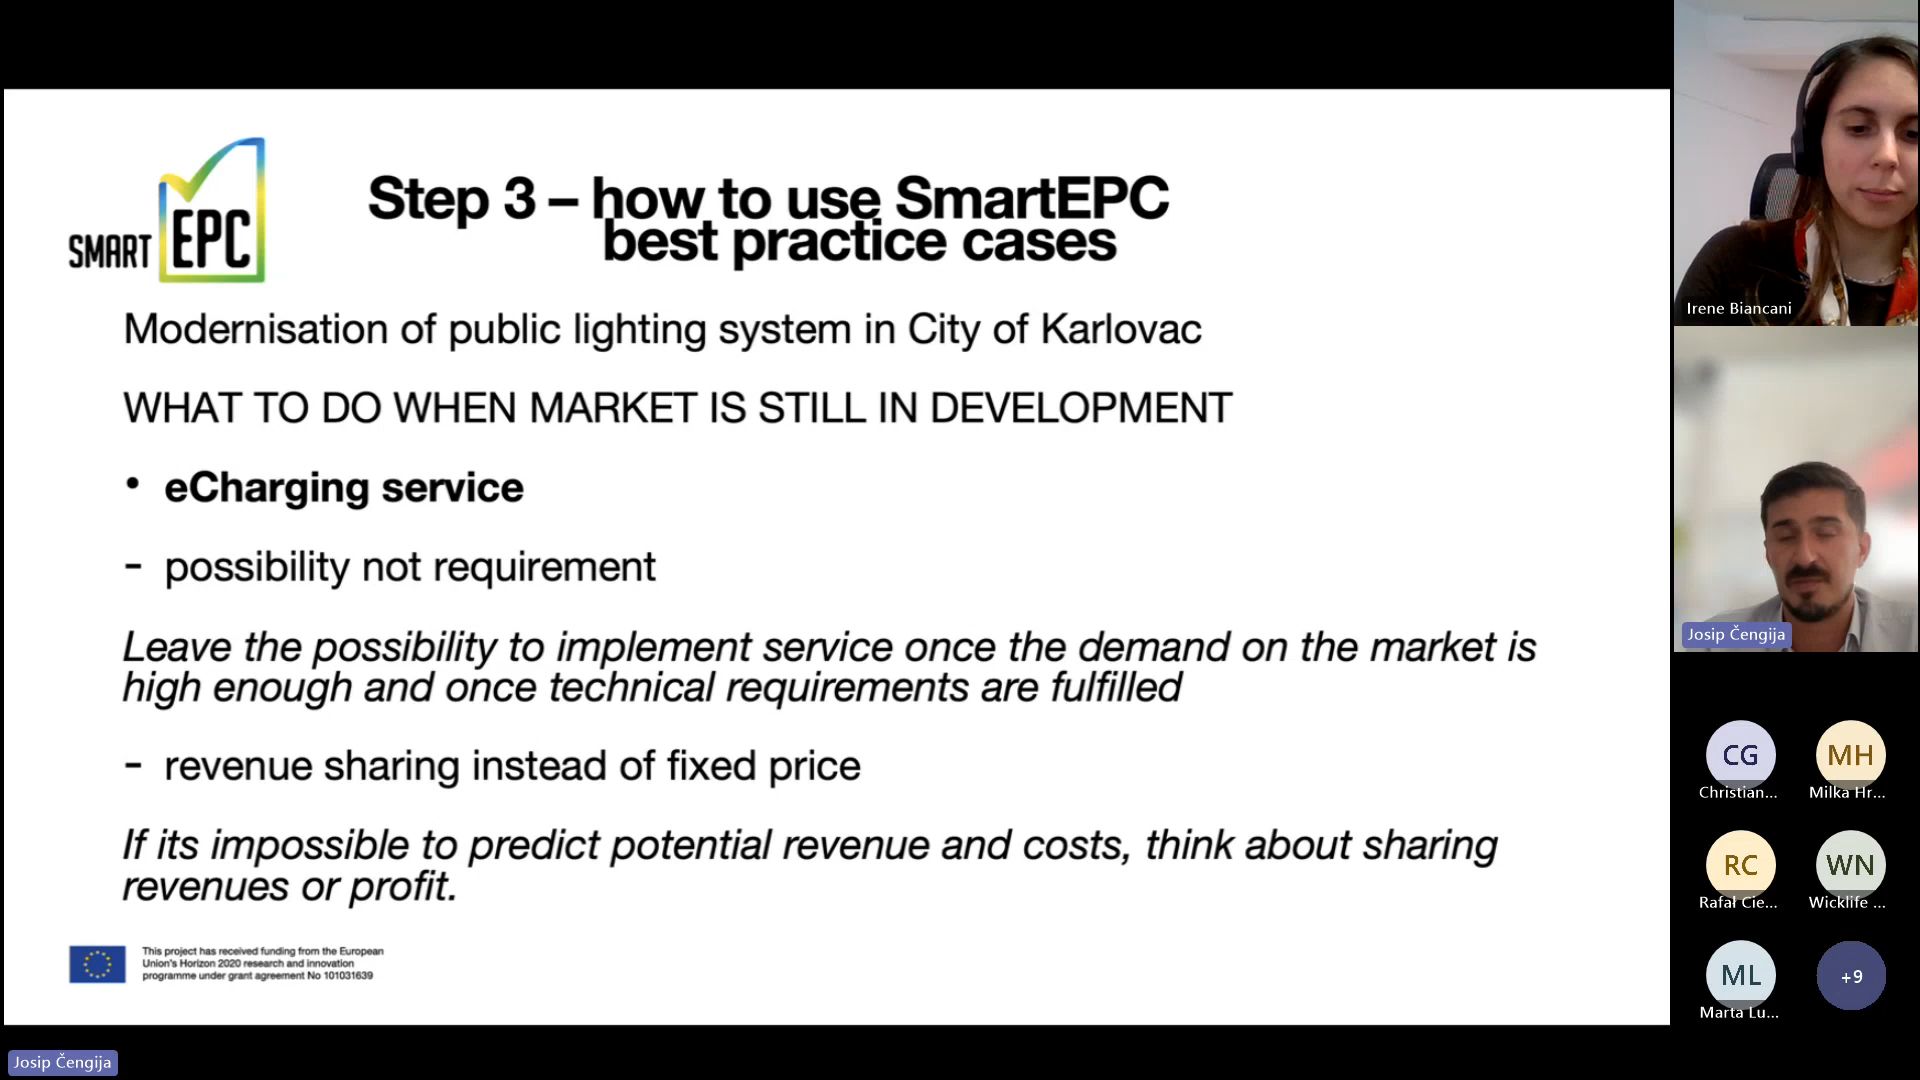 SMART EPC
Step 3 – how to use SmartEPC
best practice cases
Modernisation of public lighting system in City of Karlovac
WHAT TO DO WHEN MARKET IS STILL IN DEVELOPMENT
• eCharging service
- possibility not requirement
Leave the possibility to implement service once the demand on the market is
high enough and once technical requirements are fulfilled
- revenue sharing instead of fixed price
If its impossible to predict potential revenue and costs, think about sharing
revenues or profit.
This project has received funding from the European
Union's Horizon 2020 research and innovation
programme under grant agreement No 101031639
Josip Čengija
Irene Biancani
Josip Čengija
CG
Christian...
MH
Milka Hr...
RC
Rafał Cie...
WN
Wicklife ...
ML
Marta Lu...
+9